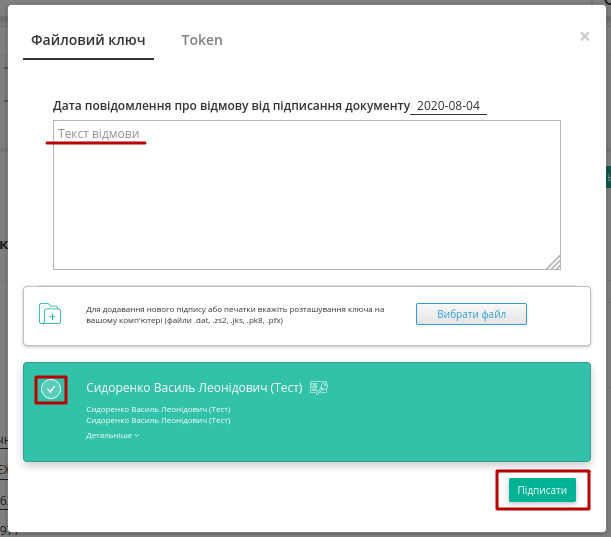 Файловий ключ Token ×
Дата повідомлення про відмову від підписання документу 2020-08-04
Текст відмови
Для додавання нового підпису або печатки вкажіть розташування ключа на
вашому комп'ютері (файли .dat, .zs2, .jks, .pk8, .pfx)
Вибрати файл
Сидоренко Василь Леонідович (Тест)
Сидоренко Василь Леонідович (Тест)
Сидоренко Василь Леонідович (Тест)
Детальніше
Підписати